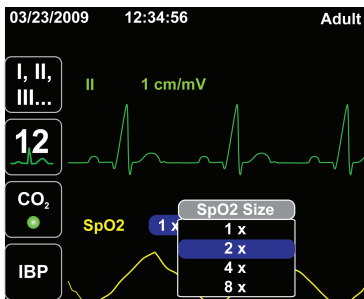 03/23/2009 12:34:56 Adult
I, II,
III...
II 1 cm/mV
12
CO2
SpO2 1 x
SpO2 Size
1 x
2 x
4 x
8 x
IBP